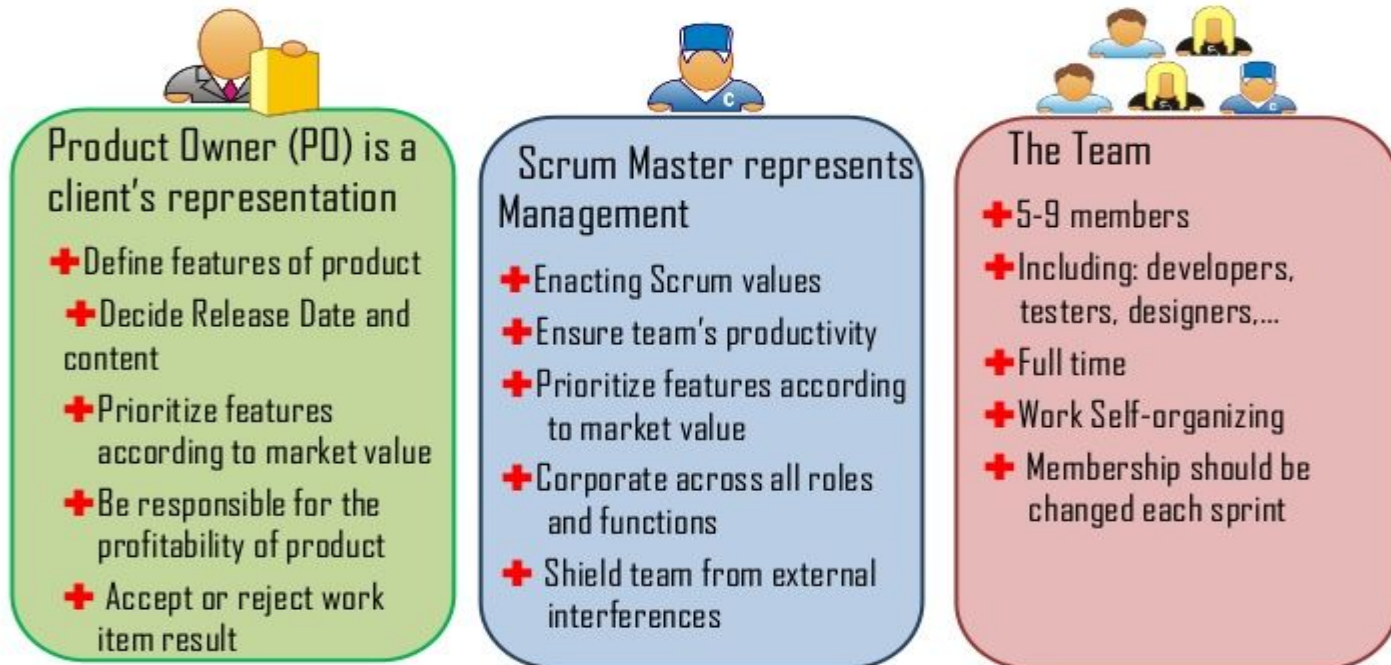 Product Owner (PO) is a
client's representation
Define features of product
Decide Release Date and
content
Prioritize features
according to market value
Be responsible for the
profitability of product
Accept or reject work
item result
C
Scrum Master represents
Management
Enacting Scrum values
Ensure team's productivity
Prioritize features according
to market value
Corporate across all roles
and functions
Shield team from external
interferences
S
S
C
The Team
5-9 members
Including: developers,
testers, designers,...
Full time
Work Self-organizing
Membership should be
changed each sprint